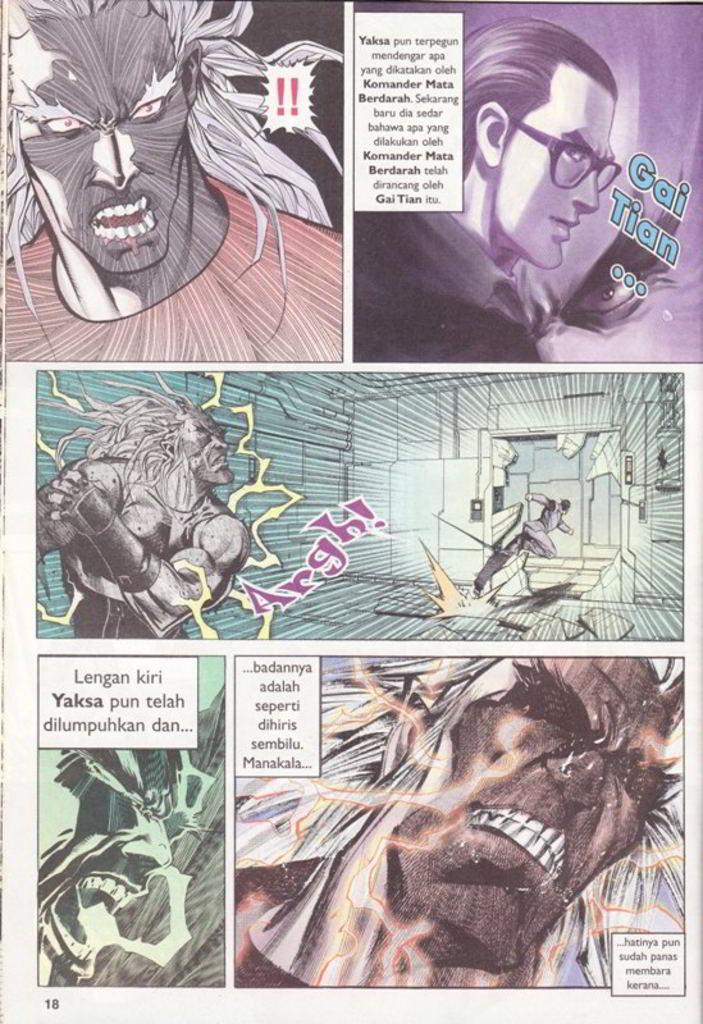 !!
Yaksa pun terpegun
mendengar apa
yang dikatakan oleh
Komander Mata
Berdarah. Sekarang
baru dia sedar
bahawa apa yang
dilakukan oleh
Komander Mata
Berdarah telah
dirancang oleh
Gai Tian itu.
Gai
Tian
...
Argh!
Lengan kiri
Yaksa pun telah
dilumpuhkan dan...
...badannya
adalah
seperti
dihiris
sembilu.
Manakala...
...hatinya pun
sudah panas
membara
kerana....
18